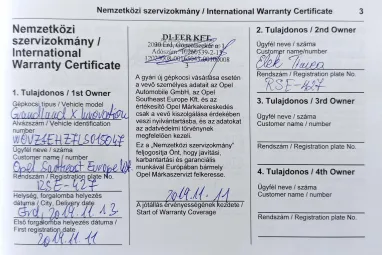 Nemzetközi szervizokmány / International Warranty Certificate 3
Nemzetközi
szervizokmány /
International
Warranty Certificate
1. Tulajdonos / 1st Owner
Gépkocsi típus / Vehicle model
Grandland X Innovation
Alvázszám / Vehicle identification
number
Ügyfél neve / száma
Customer name / number
Opel Southeast Europe Kft
Rendszám / Registration plate No.
RSE-427
Helység, forgalomba helyezés
dátuma / City, Delivery date
Érd, 2019.11.13
Első forgalomba helyezés dátuma /
First registration date
2019.11.11
DI-FER KFT.
A gyári új gépkocsi vásárlása esetén
a vevő személyes adatait az Opel
Automobile GmbH, az Opel
Southeast Europe Kft. és az
értékesítő Opel Márkakereskedés
csak a vevő kiszolgálása érdekében
veszi nyilvántartásba, és az adatokat
az adatvédelmi törvénynek
megfelelően kezeli.
Ez a „Nemzetközi szervizokmány”
feljogosítja Önt, hogy javítási,
karbantartási és garanciális
munkával Európában bármely
Opel Márkaszervizt felkeresse.
2019.11.11
A jótállás érvényességének kezdete /
Start of Warranty Coverage
2. Tulajdonos / 2nd Owner
Ügyfél neve / száma
Customer name/number
Rendszám / Registration plate No.
RSE-427
3. Tulajdonos / 3rd Owner
Ügyfél neve / száma
Customer name / number
Rendszám / Registration plate No.
4. Tulajdonos / 4th Owner
Ügyfél neve / száma
Customer name / number
Rendszám / Registration plate No.